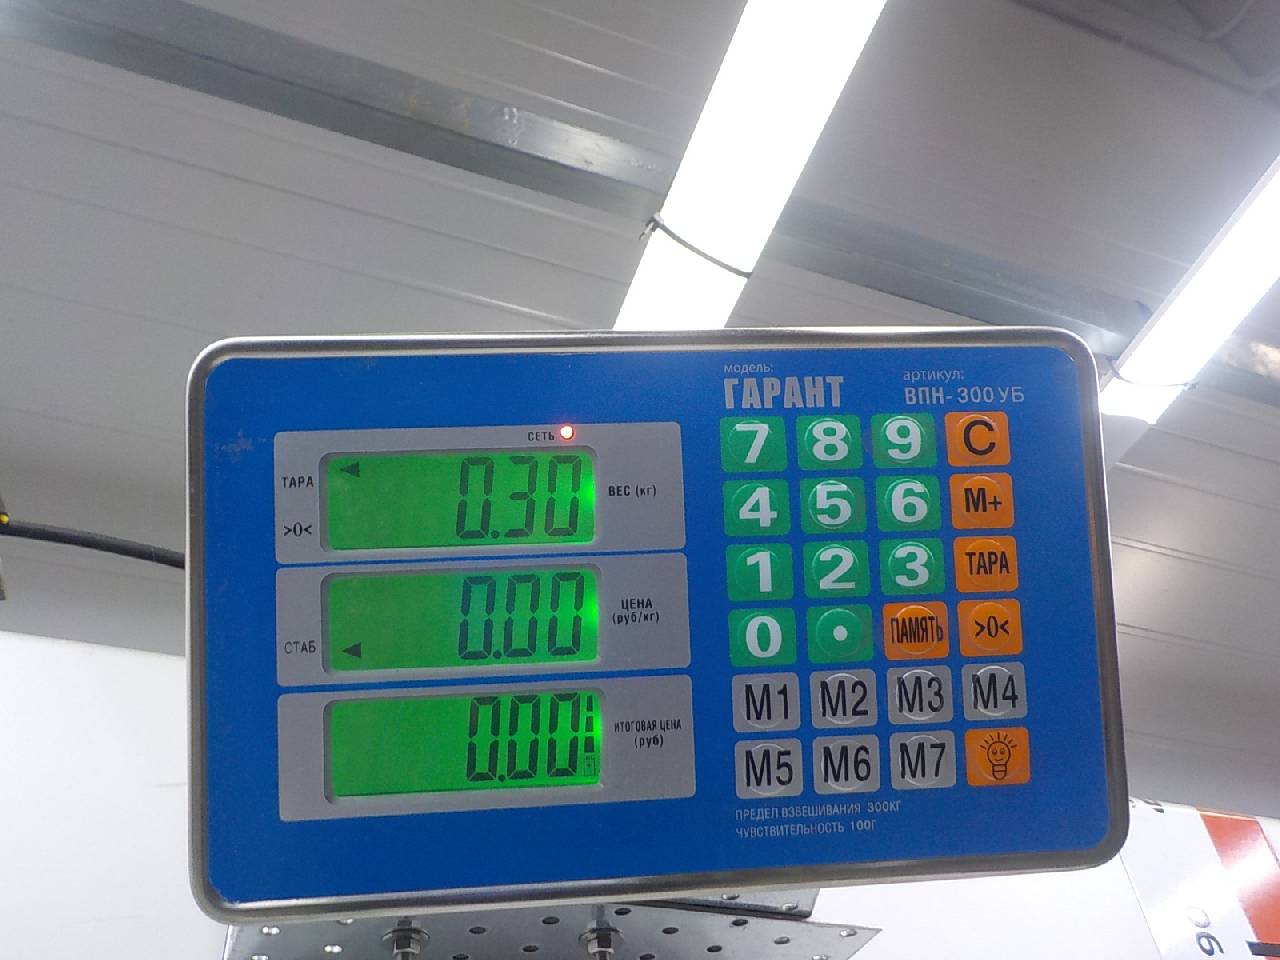 модель:
ГАРАНТ
артикул:
ВПН-300УБ
СЕТЬ
ТАРА
>0<
0.30
ВЕС (кг)
СТАБ
0.00
ЦЕНА
(руб/кг)
0.00
ИТОГОВАЯ ЦЕНА
(руб)
7 8 9 C
4 5 6 M+
1 2 3 ТАРА
0 . ПАМЯТЬ >0<
M1 M2 M3 M4
M5 M6 M7
ПРЕДЕЛ ВЗВЕШИВАНИЯ 300КГ
ЧУВСТВИТЕЛЬНОСТЬ 100Г